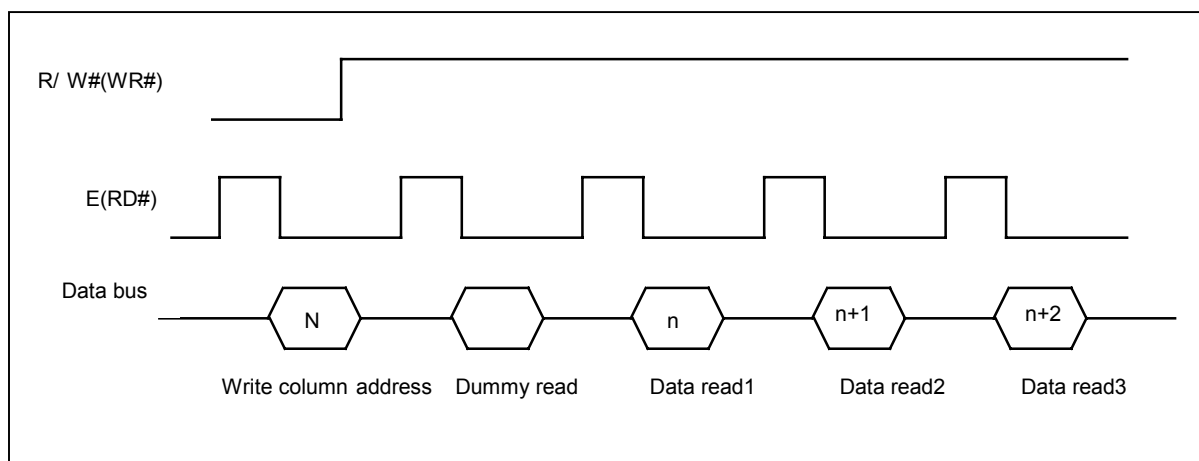 R/ W#(WR#)
E(RD#)
Data bus
N n n+1 n+2
Write column address Dummy read Data read1 Data read2 Data read3